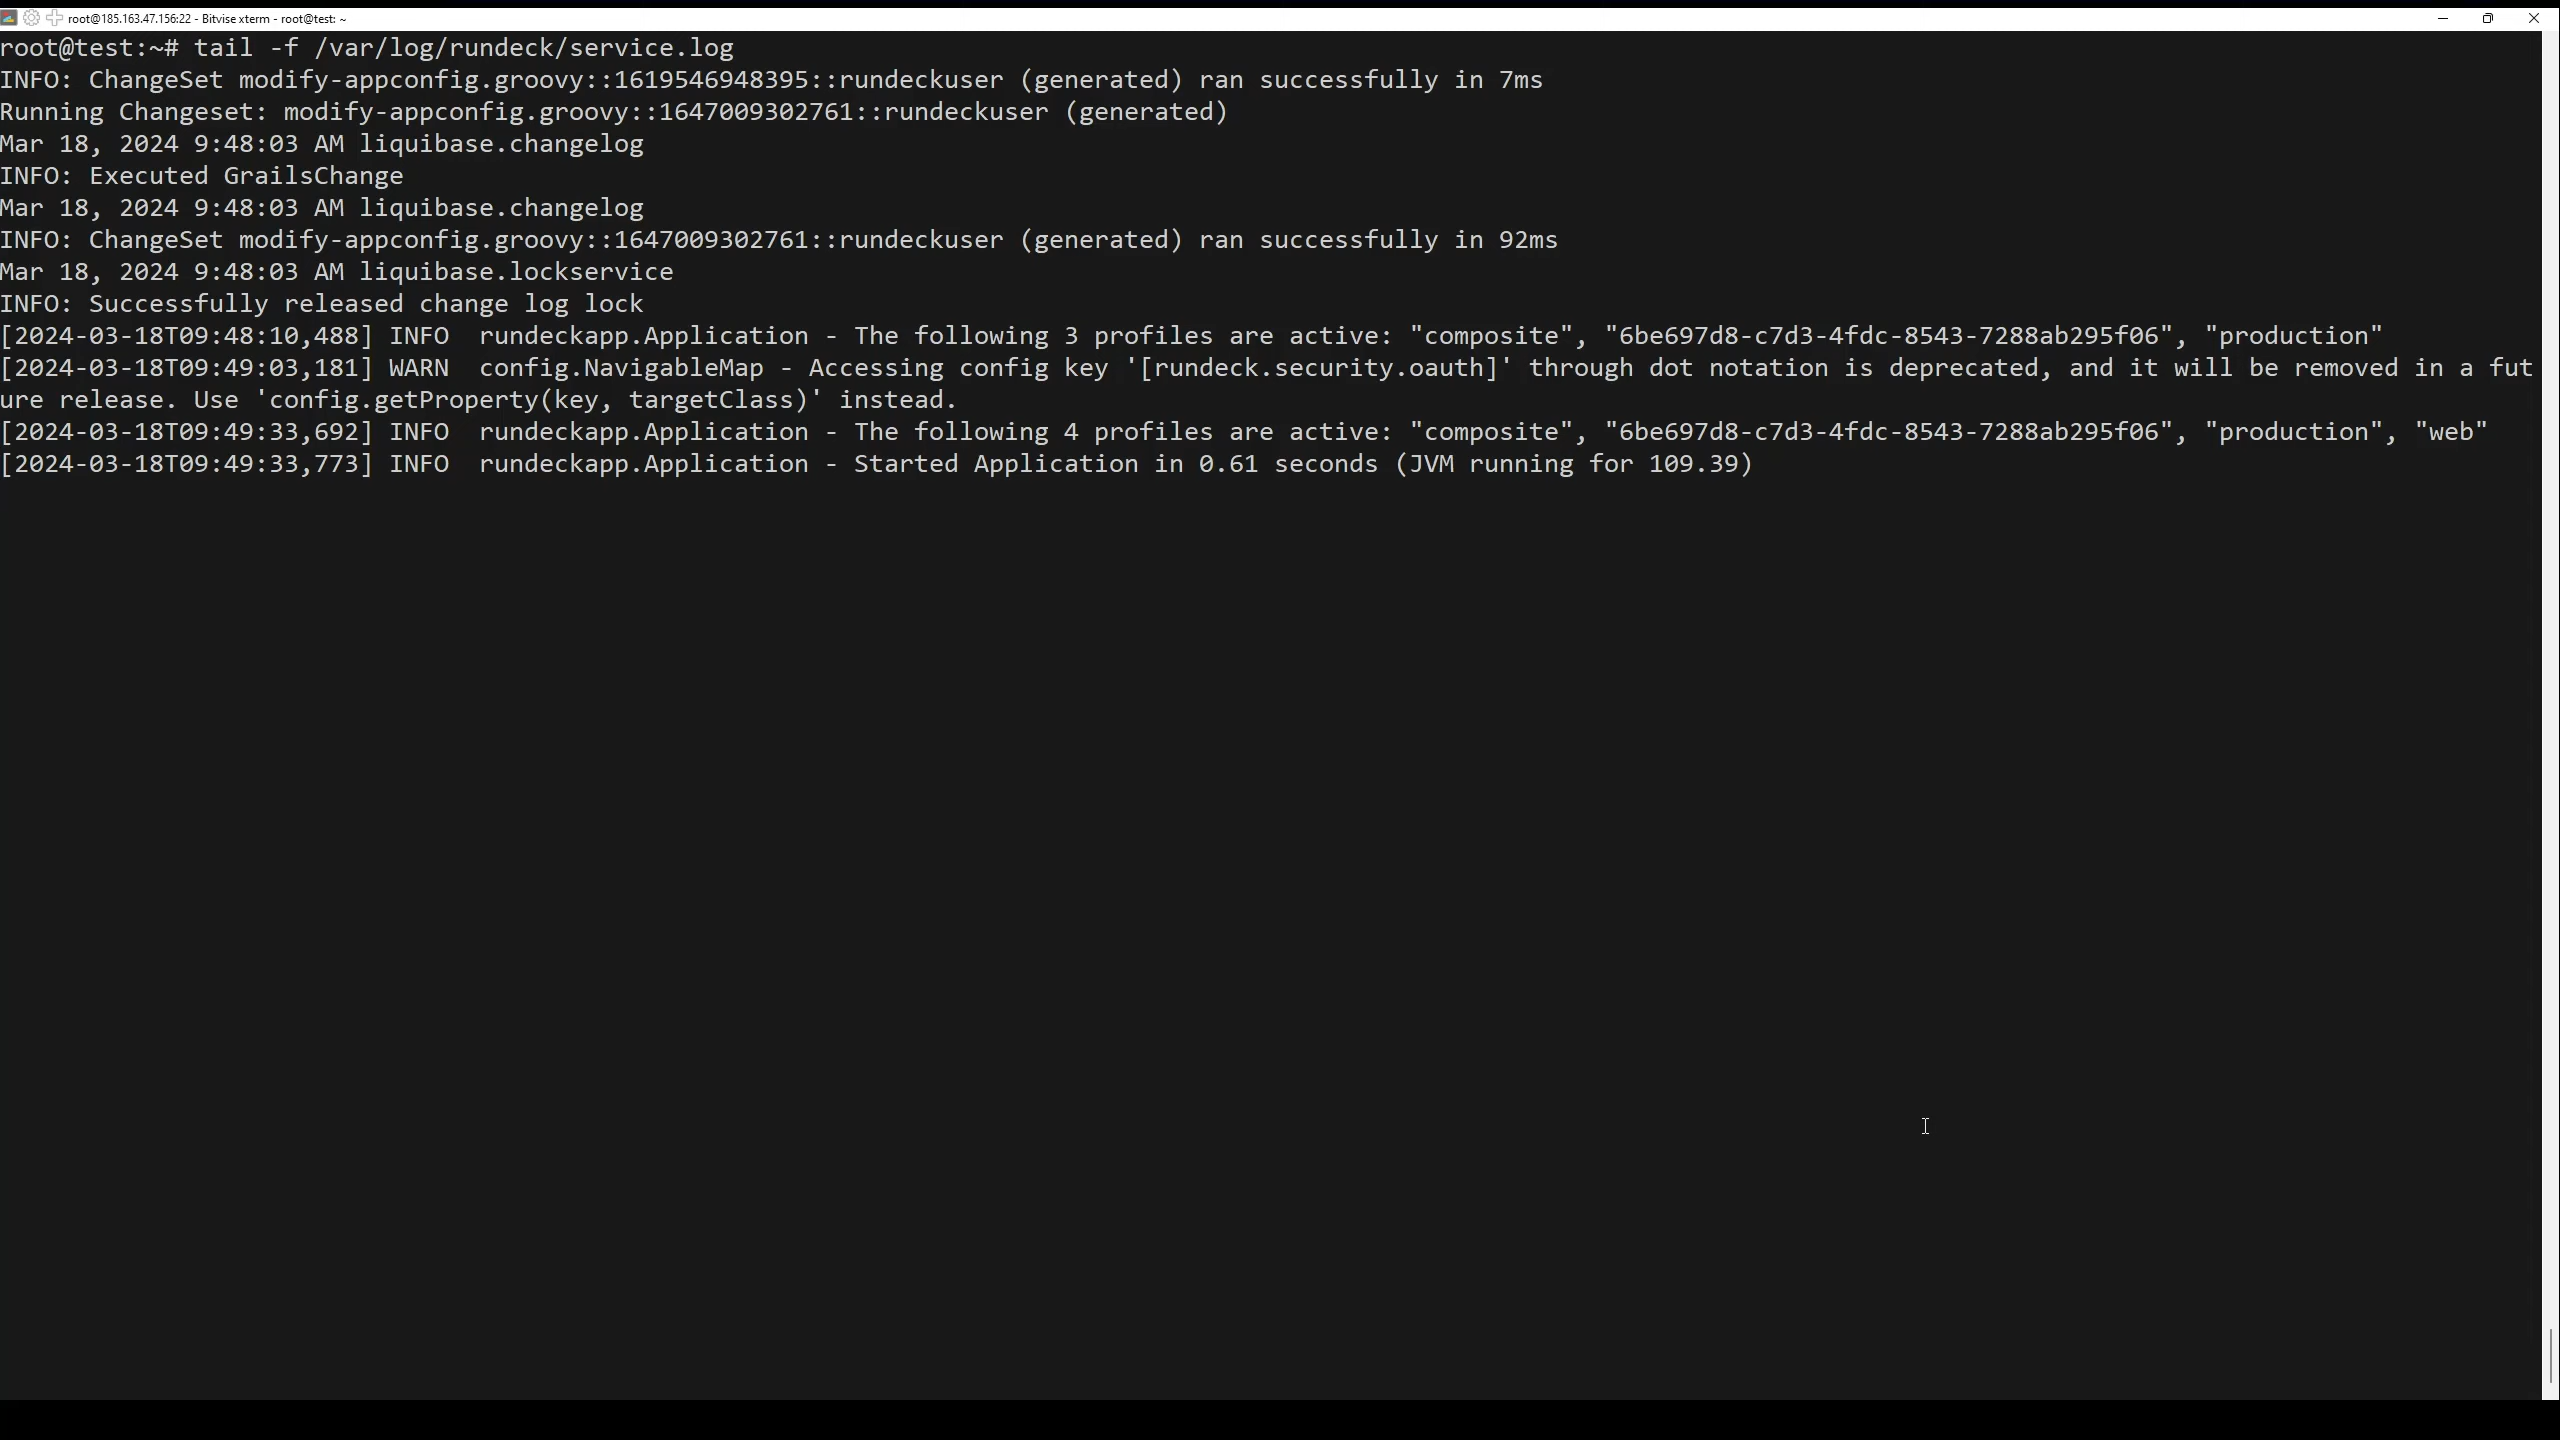 root@185.163.47.156:22 - Bitvise xterm - root@test: ~
root@test:~# tail -f /var/log/rundeck/service.log
INFO: ChangeSet modify-appconfig.groovy::1619546948395::rundeckuser (generated) ran successfully in 7ms
Running Changeset: modify-appconfig.groovy::1647009302761::rundeckuser (generated)
Mar 18, 2024 9:48:03 AM liquibase.changelog
INFO: Executed GrailsChange
Mar 18, 2024 9:48:03 AM liquibase.changelog
INFO: ChangeSet modify-appconfig.groovy::1647009302761::rundeckuser (generated) ran successfully in 92ms
Mar 18, 2024 9:48:03 AM liquibase.lockservice
INFO: Successfully released change log lock
[2024-03-18T09:48:10,488] INFO  rundeckapp.Application - The following 3 profiles are active: "composite", "6be697d8-c7d3-4fdc-8543-7288ab295f06", "production"
[2024-03-18T09:49:03,181] WARN  config.NavigableMap - Accessing config key '[rundeck.security.oauth]' through dot notation is deprecated, and it will be removed in a fut
ure release. Use 'config.getProperty(key, targetClass)' instead.
[2024-03-18T09:49:33,692] INFO  rundeckapp.Application - The following 4 profiles are active: "composite", "6be697d8-c7d3-4fdc-8543-7288ab295f06", "production", "web"
[2024-03-18T09:49:33,773] INFO  rundeckapp.Application - Started Application in 0.61 seconds (JVM running for 109.39)